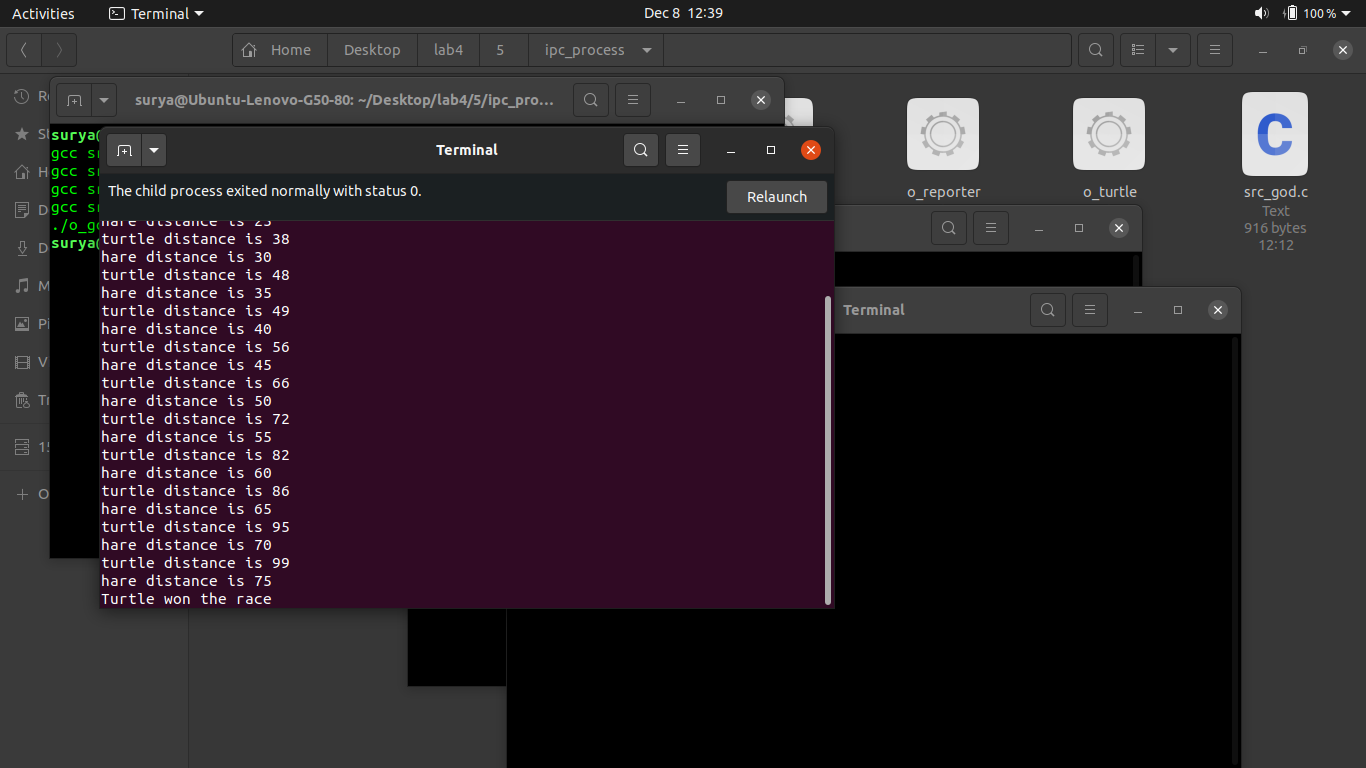 Activities Terminal Dec 8 12:39 100 %
Home Desktop lab4 5 ipc_process
surya@Ubuntu-Lenovo-G50-80: ~/Desktop/lab4/5/ipc_pro...
surya@
gcc
gcc
gcc
gcc
surya@
Terminal
The child process exited normally with status 0.
Relaunch
hare distance is 25
turtle distance is 38
hare distance is 30
turtle distance is 48
hare distance is 35
turtle distance is 49
hare distance is 40
turtle distance is 56
hare distance is 45
turtle distance is 66
hare distance is 50
turtle distance is 72
hare distance is 55
turtle distance is 82
hare distance is 60
turtle distance is 86
hare distance is 65
turtle distance is 95
hare distance is 70
turtle distance is 99
hare distance is 75
Turtle won the race
o_reporter
o_turtle
src_god.c
Text
916 bytes
12:12
Terminal